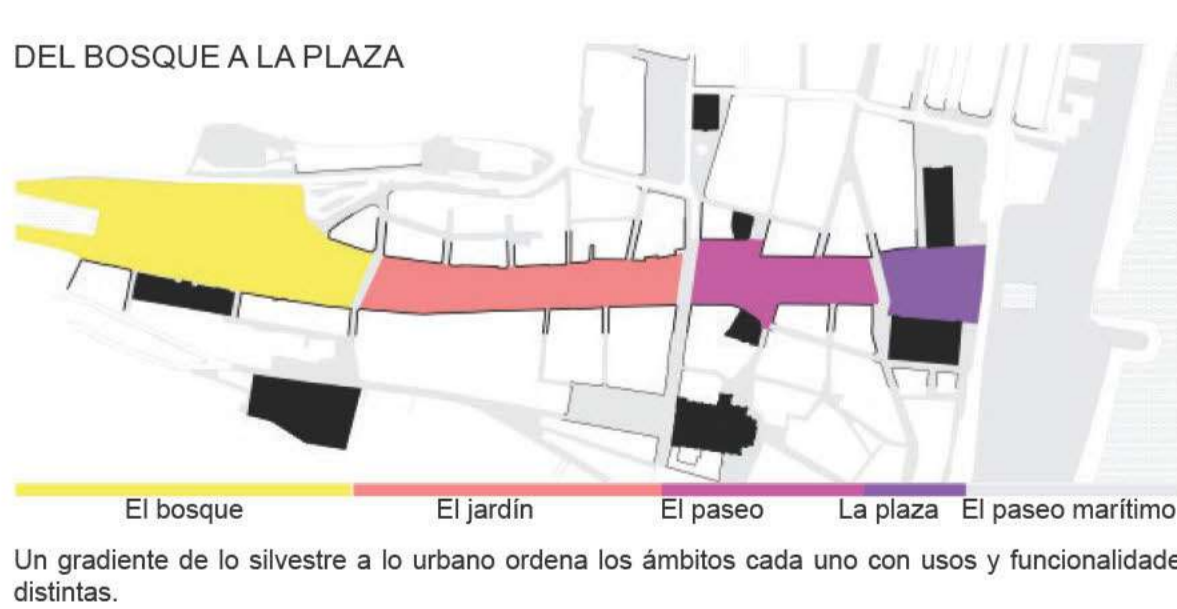 DEL BOSQUE A LA PLAZA
El bosque
El jardín
El paseo
La plaza
El paseo marítimo
Un gradiente de lo silvestre a lo urbano ordena los ámbitos cada uno con usos y funcionalidade
distintas.